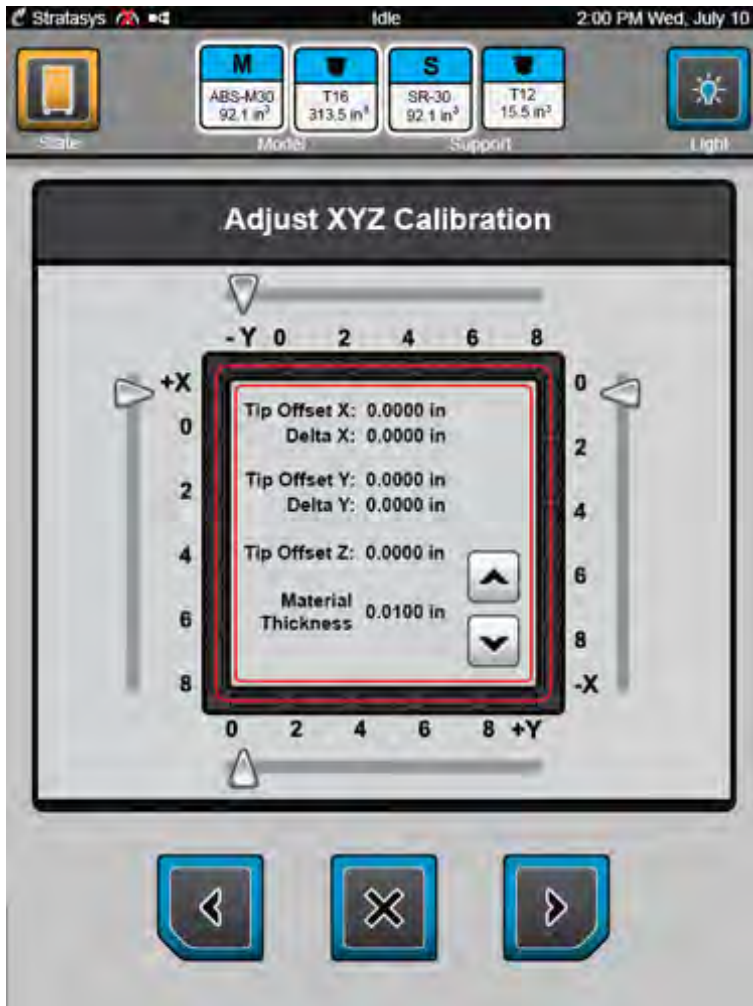 Stratasys Idle 2:00 PM Wed, July 10
M S
ABS-M30 T16 SR-30 T12
92.1 in³ 313.5 in³ 92.1 in³ 15.5 in³
State Model Support Light
Adjust XYZ Calibration
- Y 0 2 4 6 8
+X 0
0
2
2
4
4
6
6
8
8
-X
Tip Offset X: 0.0000 in
Delta X: 0.0000 in
Tip Offset Y: 0.0000 in
Delta Y: 0.0000 in
Tip Offset Z: 0.0000 in
Material
Thickness 0.0100 in
0 2 4 6 8 +Y